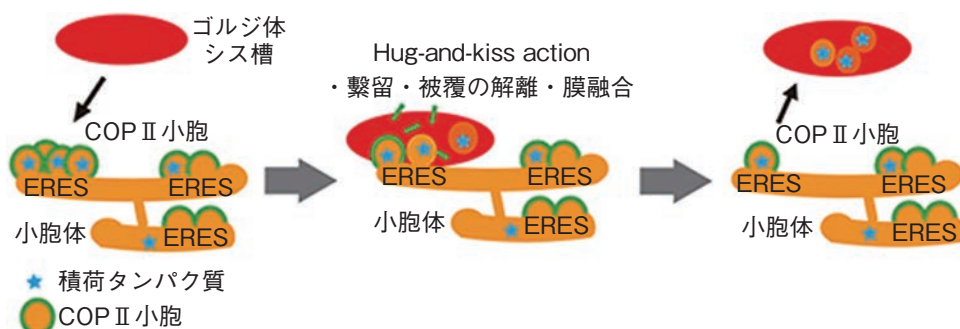 ゴルジ体
シス槽
COPⅡ小胞
ERES
ERES
小胞体
ERES
積荷タンパク質
COPⅡ小胞
Hug-and-kiss action
・繫留・被覆の解離・膜融合
ERES
ERES
小胞体
ERES
COPⅡ小胞
ERES
ERES
小胞体
ERES